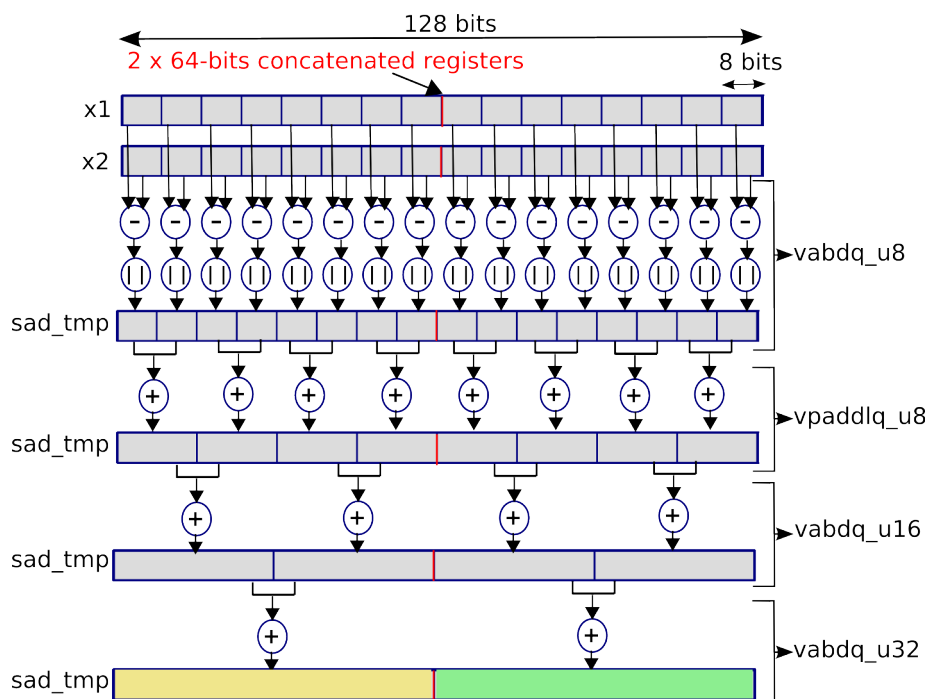 128 bits
2 x 64-bits concatenated registers
8 bits
x1
x2
- - - - - - - - - - - - - - - -
|| || || || || || || || || || || || || || || ||
vabdq_u8
sad_tmp
+ + + + + + + +
vpaddlq_u8
sad_tmp
+ + + +
vabdq_u16
sad_tmp
+ +
vabdq_u32
sad_tmp